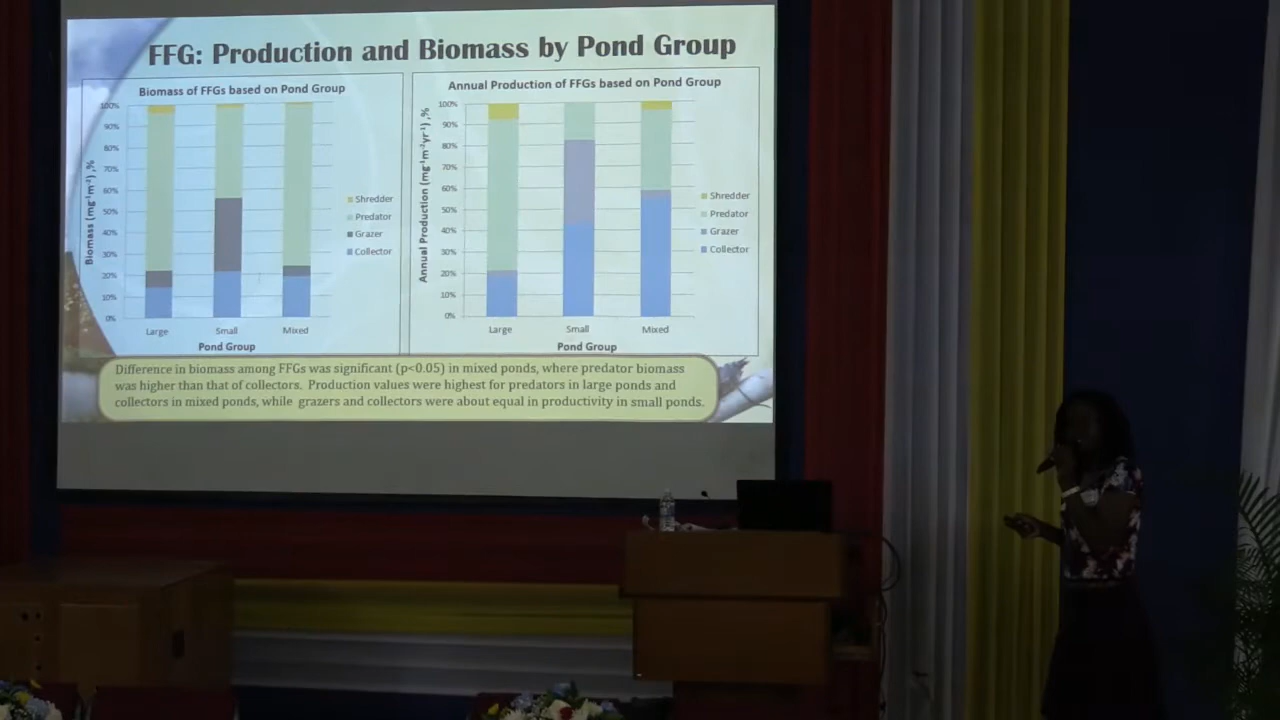 FFG: Production and Biomass by Pond Group
Biomass of FFGs based on Pond Group
Biomass (mg⁻¹m⁻²) ,%
100%
90%
80%
70%
60%
50%
40%
30%
20%
10%
0%
Large
Small
Mixed
Pond Group
Shredder
Predator
Grazer
Collector
Annual Production of FFGs based on Pond Group
Annual Production (mg⁻¹m⁻²yr⁻¹) ,%
100%
90%
80%
70%
60%
50%
40%
30%
20%
10%
0%
Large
Small
Mixed
Pond Group
Shredder
Predator
Grazer
Collector
Difference in biomass among FFGs was significant (p<0.05) in mixed ponds, where predator biomass
was higher than that of collectors. Production values were highest for predators in large ponds and
collectors in mixed ponds, while grazers and collectors were about equal in productivity in small ponds.